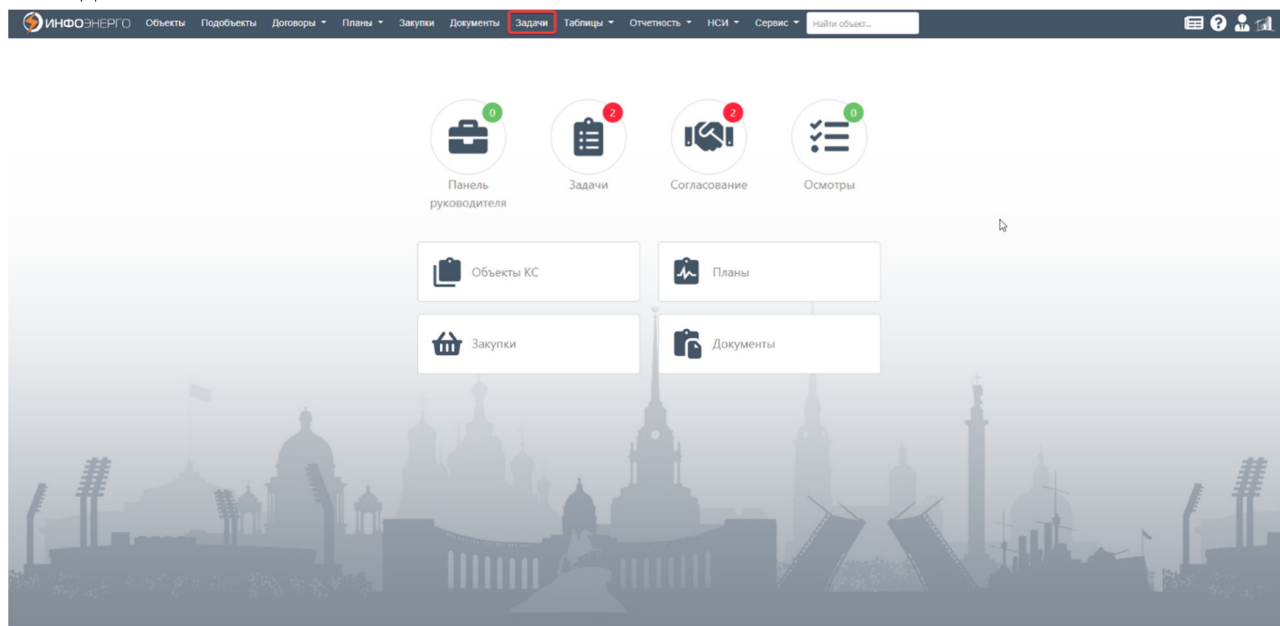 ИНФОЭНЕРГО Объекты Подобъекты Договоры Планы Закупки Документы Задачи Таблицы Отчетность НСИ Сервис Найти объект...
0 2 2 0
Панель руководителя
Задачи
Согласование
Осмотры
Объекты КС
Планы
Закупки
Документы